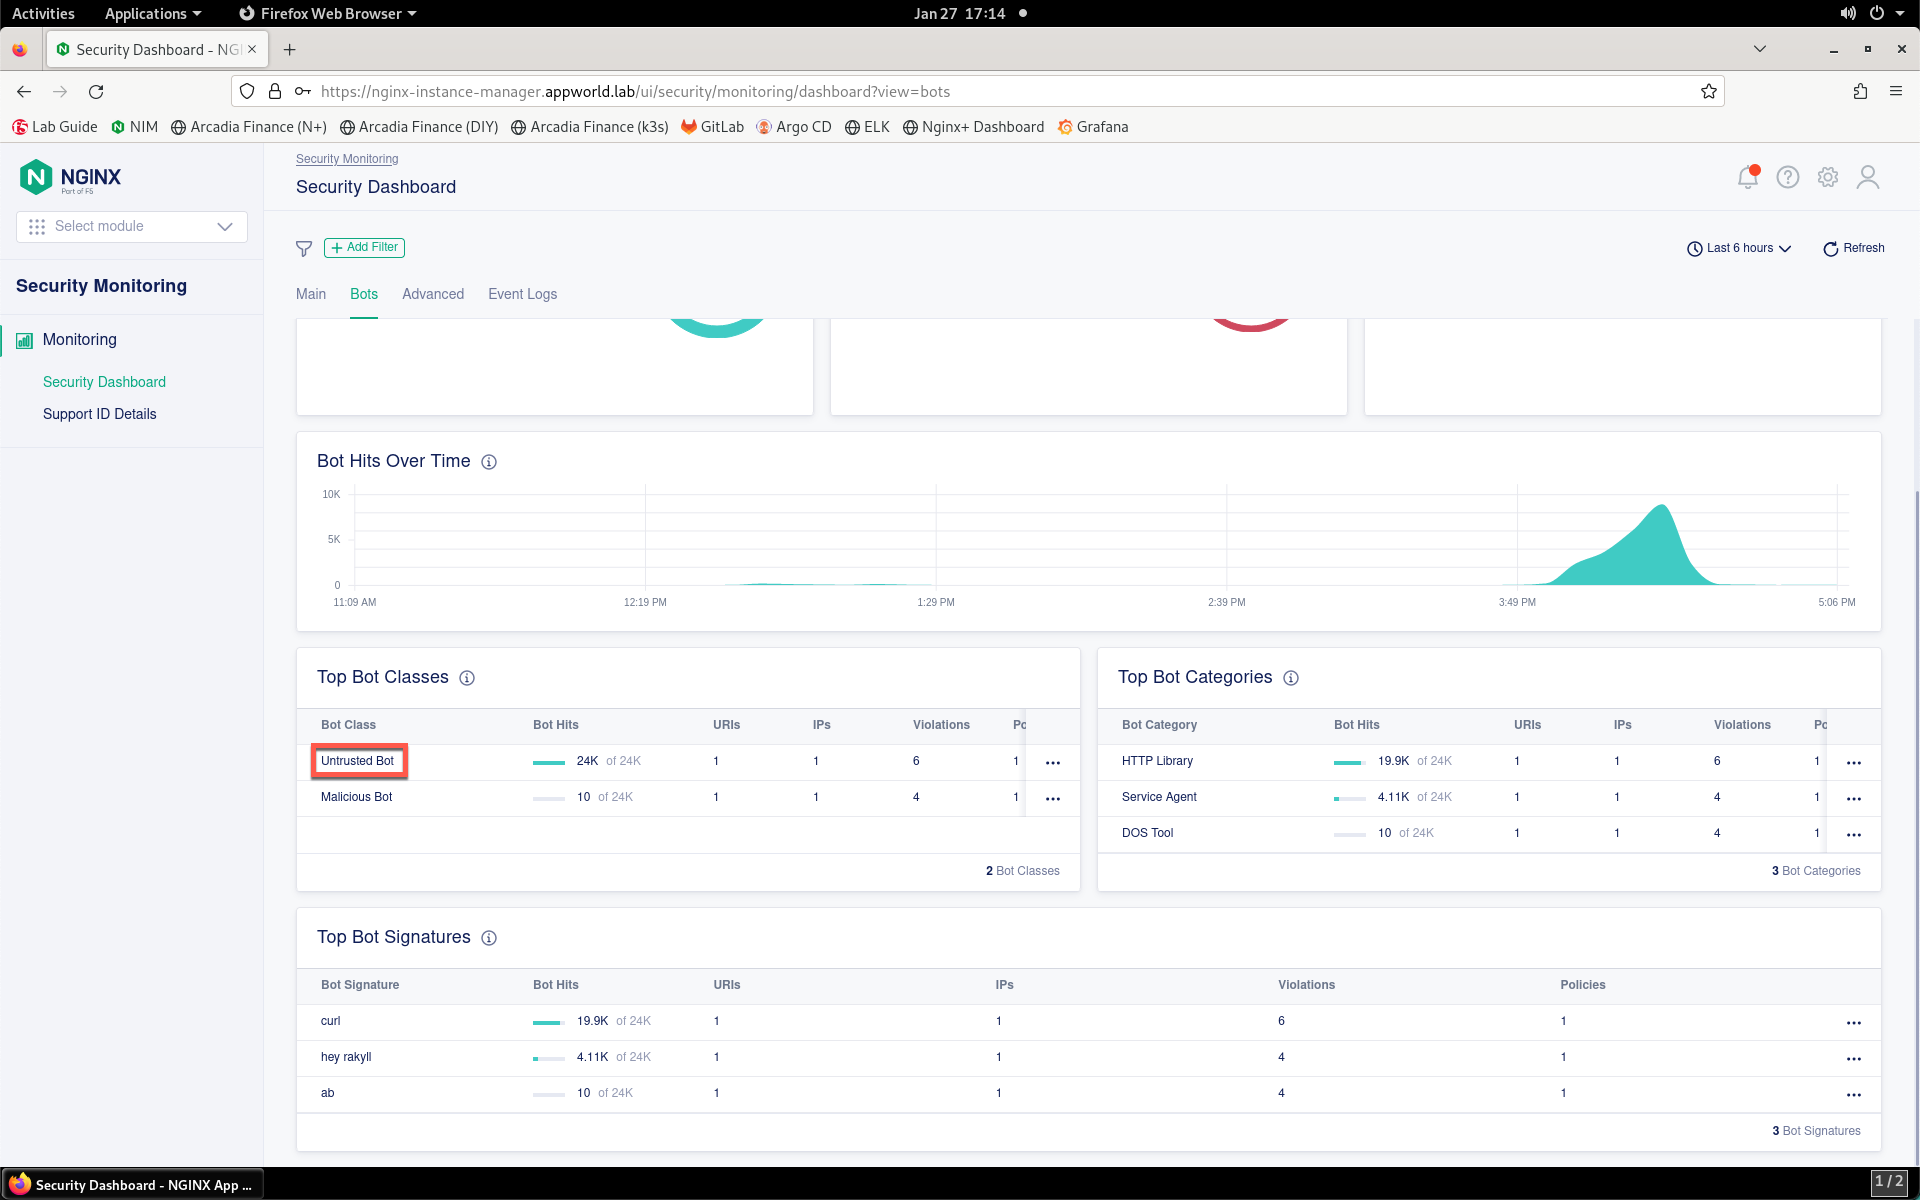 Activities Applications Firefox Web Browser Jan 27 17:14
Security Dashboard - NG
https://nginx-instance-manager.appworld.lab/ui/security/monitoring/dashboard?view=bots
Lab Guide NIM Arcadia Finance (N+) Arcadia Finance (DIY) Arcadia Finance (k3s) GitLab Argo CD ELK Nginx+ Dashboard Grafana
NGINX
Part of F5
Select module
Security Monitoring
Monitoring
Security Dashboard
Support ID Details
Security Monitoring
Security Dashboard
Add Filter
Last 6 hours Refresh
Main Bots Advanced Event Logs
Bot Hits Over Time
10K
5K
0
11:09 AM 12:19 PM 1:29 PM 2:39 PM 3:49 PM 5:06 PM
Top Bot Classes
Bot Class Bot Hits URIs IPs Violations Po
Untrusted Bot 24K of 24K 1 1 6 1
Malicious Bot 10 of 24K 1 1 4 1
2 Bot Classes
Top Bot Categories
Bot Category Bot Hits URIs IPs Violations Po
HTTP Library 19.9K of 24K 1 1 6 1
Service Agent 4.11K of 24K 1 1 4 1
DOS Tool 10 of 24K 1 1 4 1
3 Bot Categories
Top Bot Signatures
Bot Signature Bot Hits URIs IPs Violations Policies
curl 19.9K of 24K 1 1 6 1
hey rakyll 4.11K of 24K 1 1 4 1
ab 10 of 24K 1 1 4 1
3 Bot Signatures
Security Dashboard - NGINX App ...
1 / 2